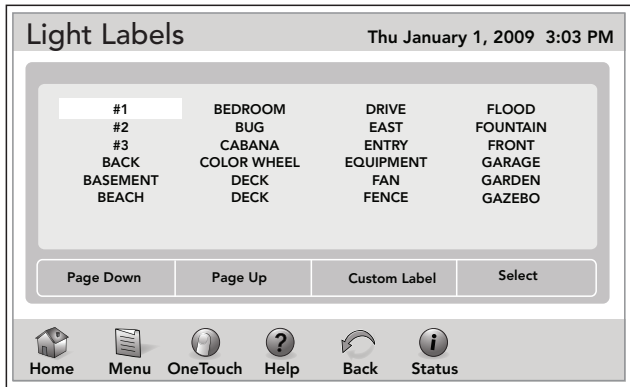 Light Labels Thu January 1, 2009 3:03 PM
#1 BEDROOM DRIVE FLOOD
#2 BUG EAST FOUNTAIN
#3 CABANA ENTRY FRONT
BACK COLOR WHEEL EQUIPMENT GARAGE
BASEMENT DECK FAN GARDEN
BEACH DECK FENCE GAZEBO
Page Down Page Up Custom Label Select
? i
Home Menu OneTouch Help Back Status